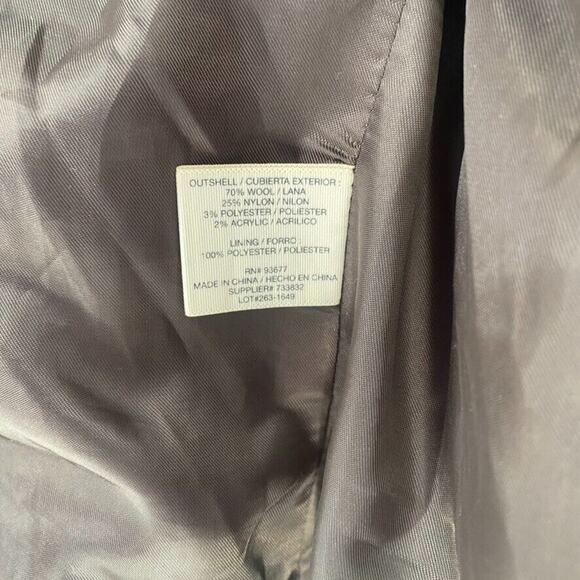 OUTSHELL / CUBIERTA EXTERIOR :
70% WOOL / LANA
25% NYLON / NILON
3% POLYESTER / POLIESTER
2% ACRYLIC / ACRILICO
LINING / FORRO
100% POLYESTER / POLIESTER
RN# 93677
MADE IN CHINA / HECHO EN CHINA
SUPPLIER# 733832
LOT#263-1649